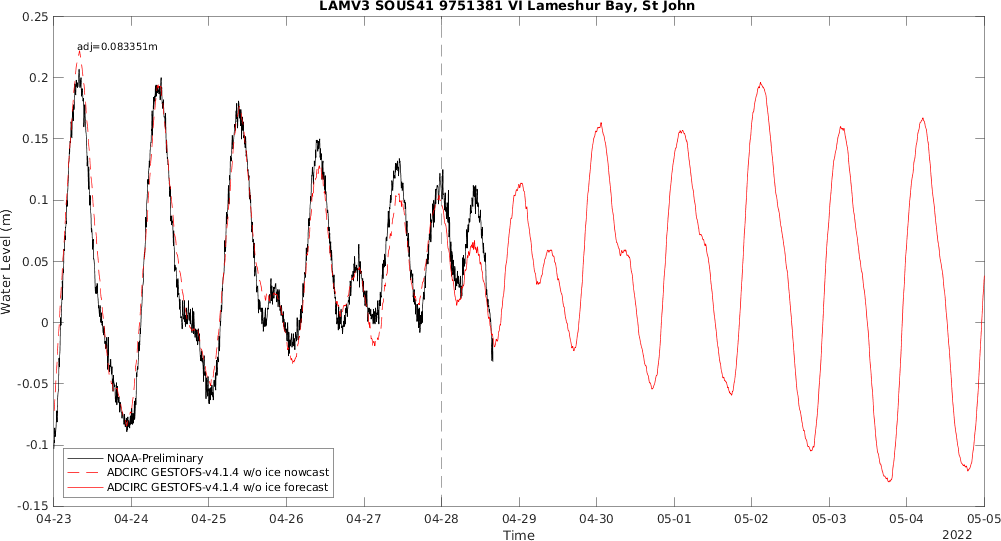 LAMV3 SOUS41 9751381 VI Lameshur Bay, St John
0.25
adj=0.083351m
0.2
0.15
0.1
0.05
0
-0.05
-0.1
-0.15
Water Level (m)
NOAA-Preliminary
ADCIRC GESTOFS-v4.1.4 w/o ice nowcast
ADCIRC GESTOFS-v4.1.4 w/o ice forecast
04-23 04-24 04-25 04-26 04-27 04-28 04-29 04-30 05-01 05-02 05-03 05-04 05-05
Time 2022